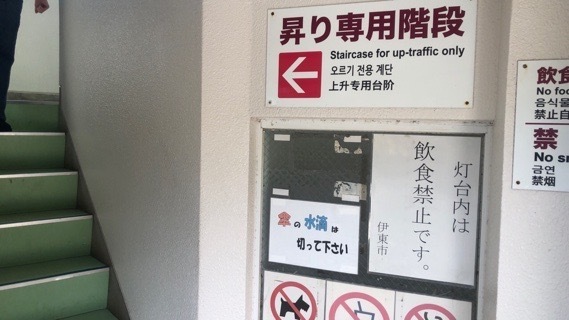 昇り専用階段
Staircase for up-traffic only
오르기 전용 계단
上升专用台阶
灯台内は
飲食禁止です。
伊東市
傘の水滴は
切って下さい
飲食
No foo
음식물
禁止自
禁
No sm
금연
禁烟